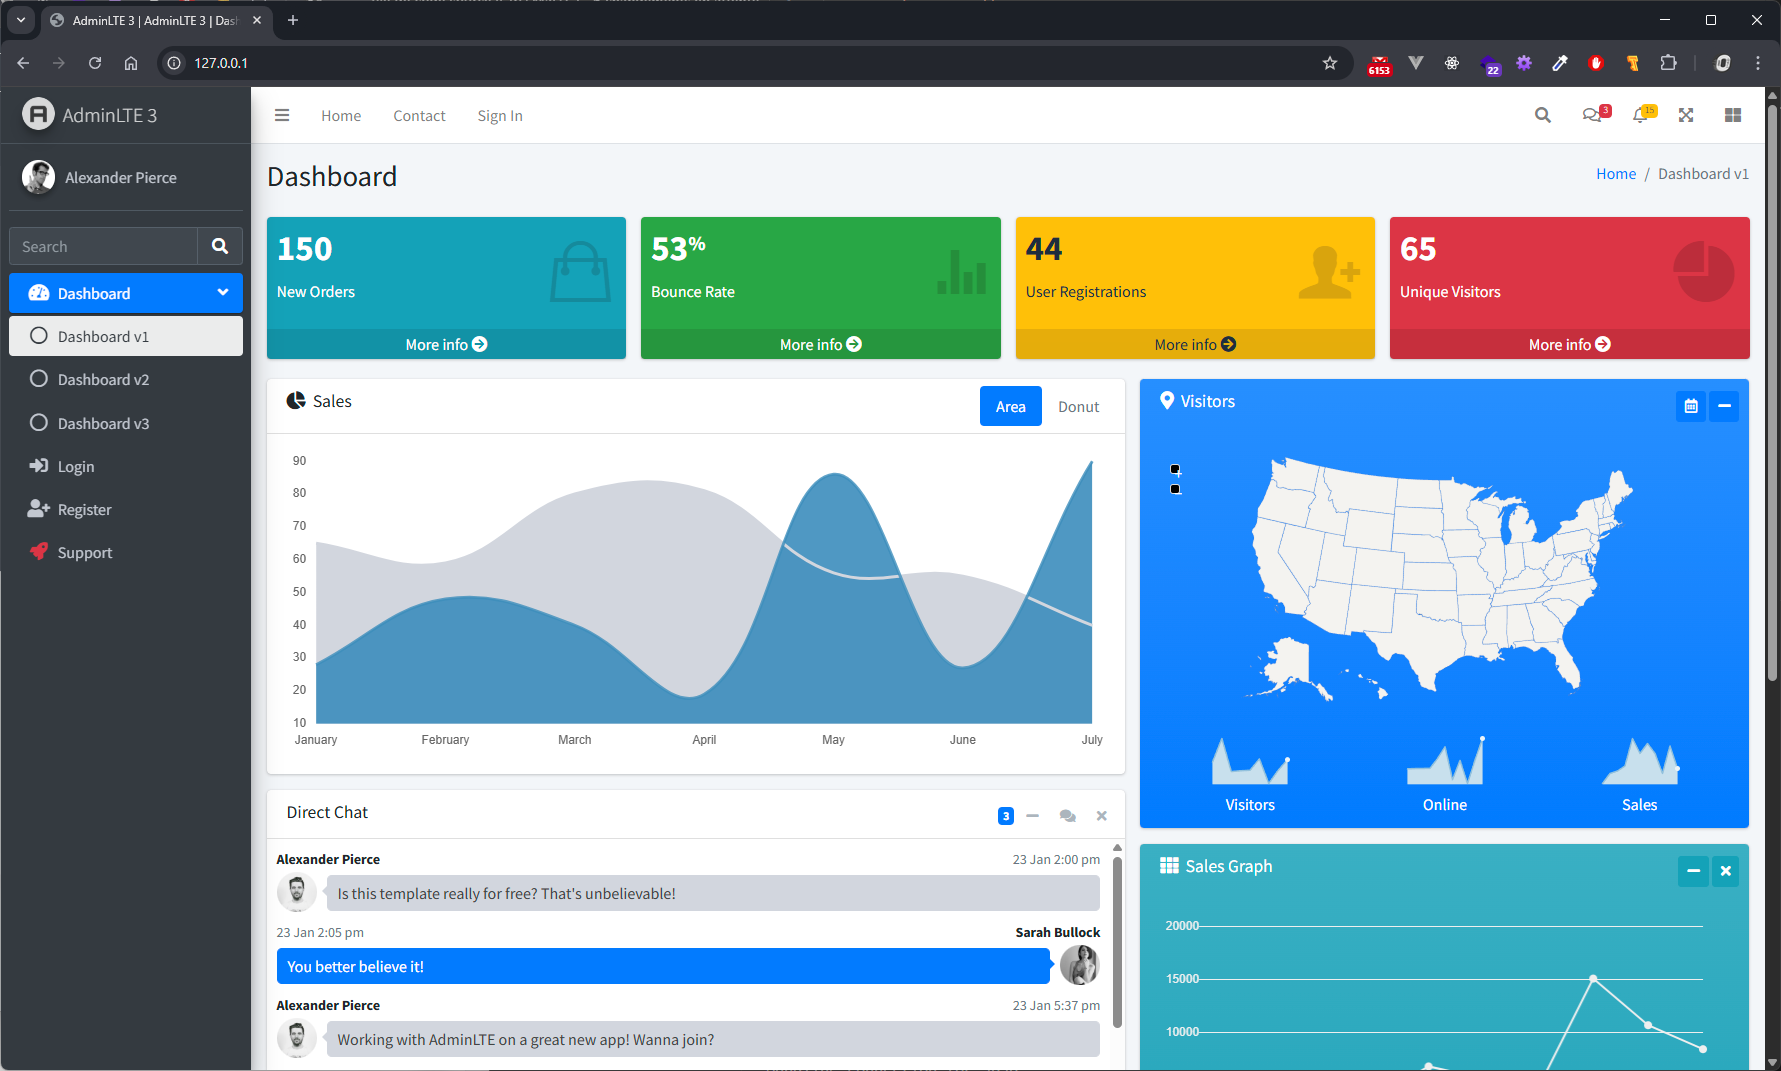 AdminLTE 3 | AdminLTE 3 | Das
127.0.0.1
6153
22
AdminLTE 3
Home
Contact
Sign In
3
15
Alexander Pierce
Search
Dashboard
Dashboard v1
Dashboard v2
Dashboard v3
Login
Register
Support
Dashboard
Home / Dashboard v1
150
New Orders
More info
53%
Bounce Rate
More info
44
User Registrations
More info
65
Unique Visitors
More info
Sales
Area
Donut
90
80
70
60
50
40
30
20
10
January
February
March
April
May
June
July
Visitors
+
Visitors
Online
Sales
Direct Chat
3
Alexander Pierce
23 Jan 2:00 pm
Is this template really for free? That's unbelievable!
23 Jan 2:05 pm
Sarah Bullock
You better believe it!
Alexander Pierce
23 Jan 5:37 pm
Working with AdminLTE on a great new app! Wanna join?
Sales Graph
20000
15000
10000